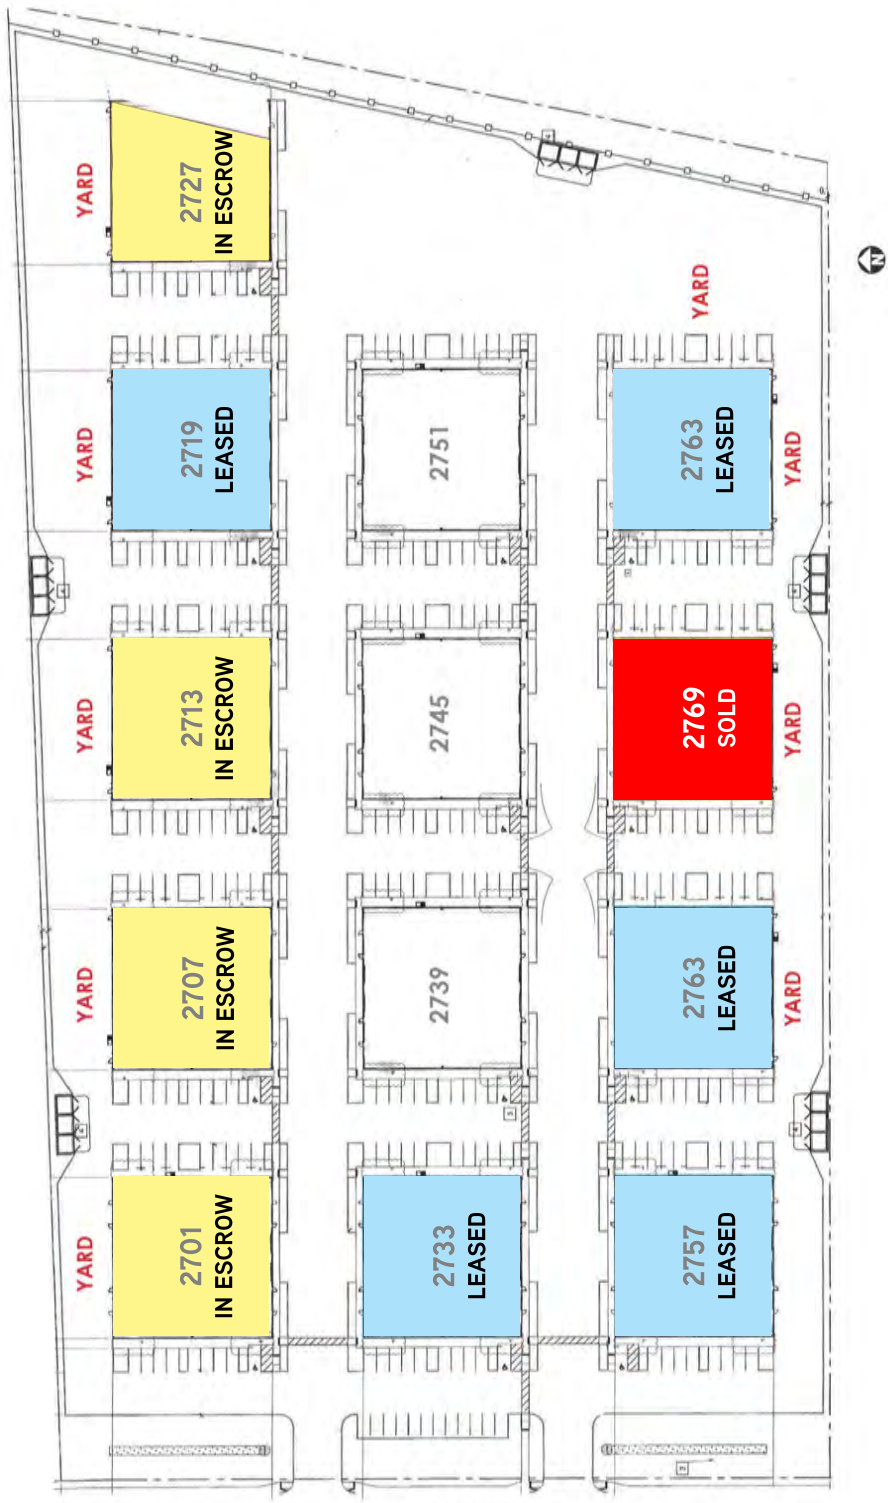 YARD
2727
IN ESCROW
YARD
YARD
2719
LEASED
2751
2763
LEASED
YARD
YARD
2713
IN ESCROW
2745
2769
SOLD
YARD
YARD
2707
IN ESCROW
2739
2763
LEASED
YARD
YARD
2701
IN ESCROW
2733
LEASED
2757
LEASED
N